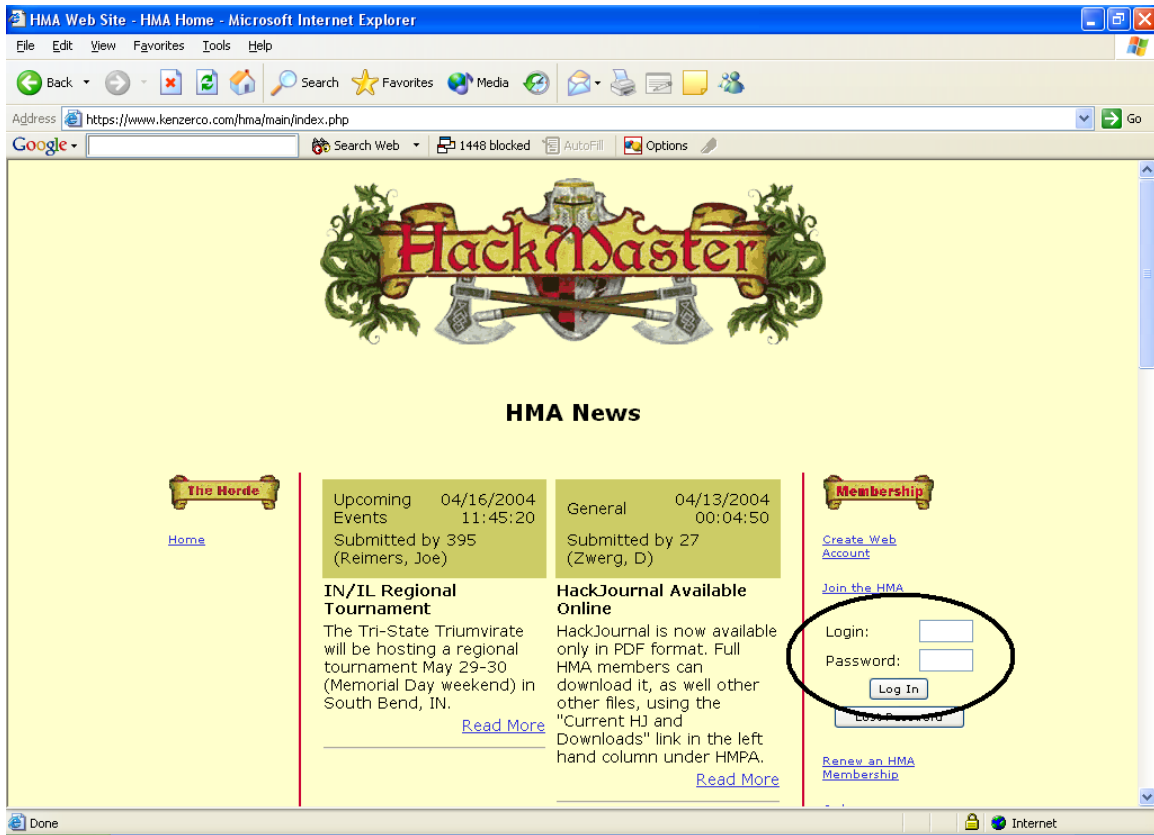 HMA Web Site - HMA Home - Microsoft Internet Explorer
File Edit View Favorites Tools Help
Back Search Favorites Media
Address https://www.kenzerco.com/hma/main/index.php Go
Google Search Web 1448 blocked AutoFill Options
HackMaster
HMA News
The Horde
Home
Upcoming Events 04/16/2004 11:45:20
Submitted by 395
(Reimers, Joe)
IN/IL Regional
Tournament
The Tri-State Triumvirate
will be hosting a regional
tournament May 29-30
(Memorial Day weekend) in
South Bend, IN.
Read More
General 04/13/2004 00:04:50
Submitted by 27
(Zwerg, D)
HackJournal Available
Online
HackJournal is now available
only in PDF format. Full
HMA members can
download it, as well other
other files, using the
"Current HJ and
Downloads" link in the left
hand column under HMPA.
Read More
Membership
Create Web
Account
Join the HMA
Login:
Password:
Log In
Lost Password
Renew an HMA
Membership
Done Internet